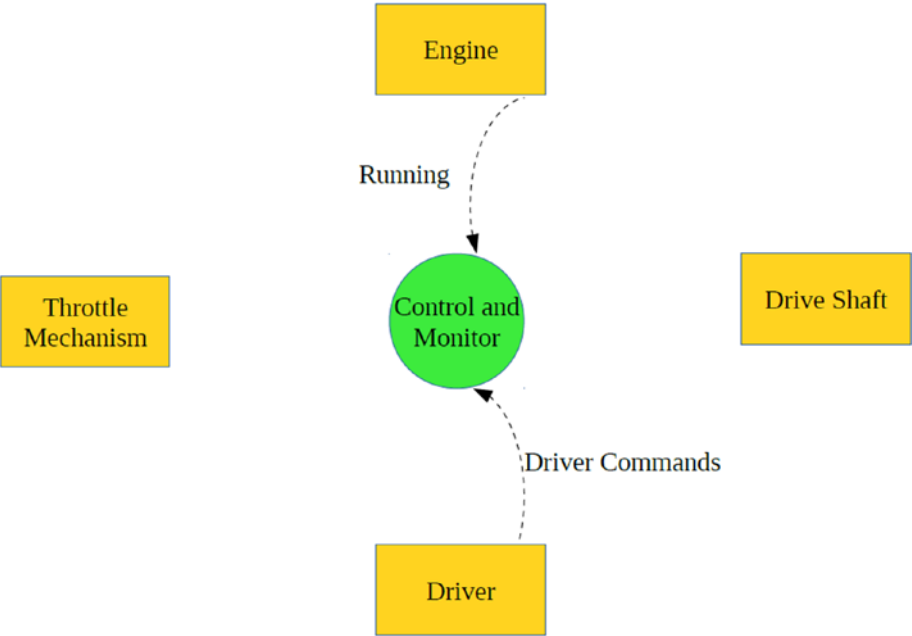 Engine
Running
Throttle
Mechanism
Control and
Monitor
Drive Shaft
Driver Commands
Driver